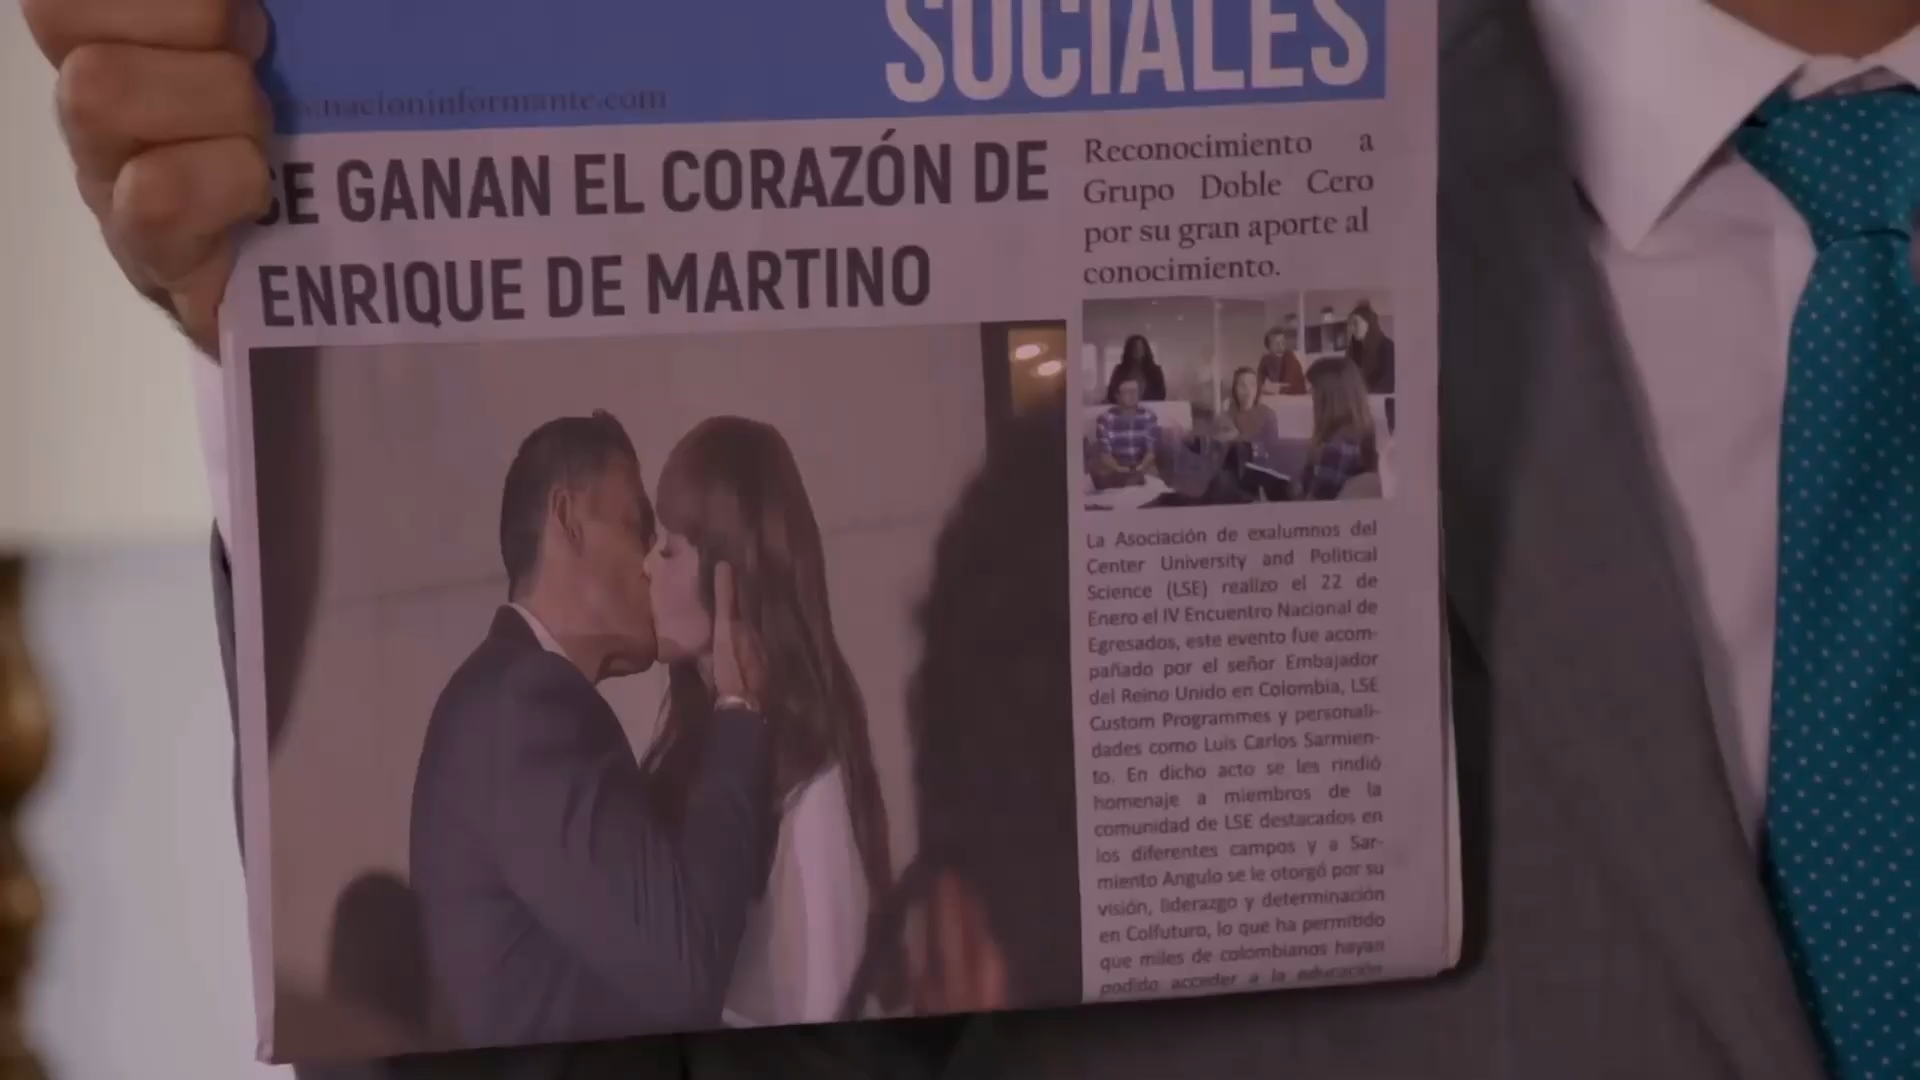 SOCIALES
.nacioninformante.com
SE GANAN EL CORAZÓN DE
ENRIQUE DE MARTINO
Reconocimiento a
Grupo Doble Cero
por su gran aporte al
conocimiento.
La Asociación de exalumnos del
Center University and Political
Science (LSE) realizo el 22 de
Enero el IV Encuentro Nacional de
Egresados, este evento fue acom-
pañado por el señor Embajador
del Reino Unido en Colombia, LSE
Custom Programmes y personali-
dades como Luis Carlos Sarmien-
to. En dicho acto se les rindió
homenaje a miembros de la
comunidad de LSE destacados en
los diferentes campos y a Sar-
miento Angulo se le otorgó por su
visión, liderazgo y determinación
en Colfuturo, lo que ha permitido
que miles de colombianos hayan
podido acceder a la educación